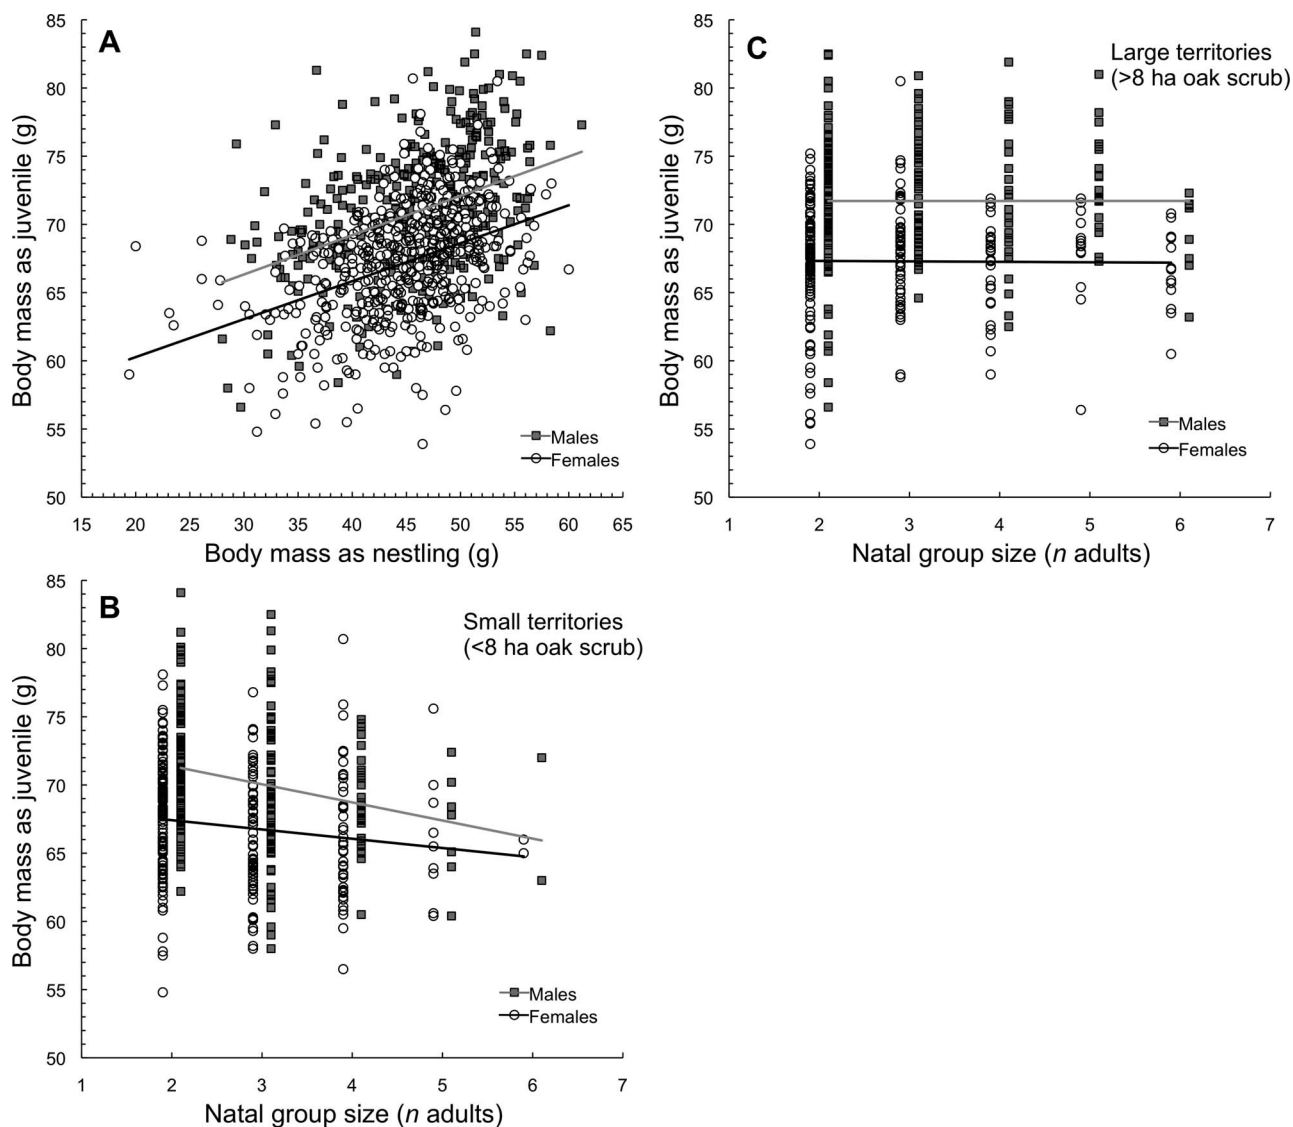 A
Body mass as juvenile (g)
85
80
75
70
65
60
55
50
Males
Females
15 20 25 30 35 40 45 50 55 60 65
Body mass as nestling (g)
C
Large territories
(>8 ha oak scrub)
Body mass as juvenile (g)
85
80
75
70
65
60
55
50
Males
Females
1 2 3 4 5 6 7
Natal group size (n adults)
B
Small territories
(<8 ha oak scrub)
Body mass as juvenile (g)
85
80
75
70
65
60
55
50
Males
Females
1 2 3 4 5 6 7
Natal group size (n adults)